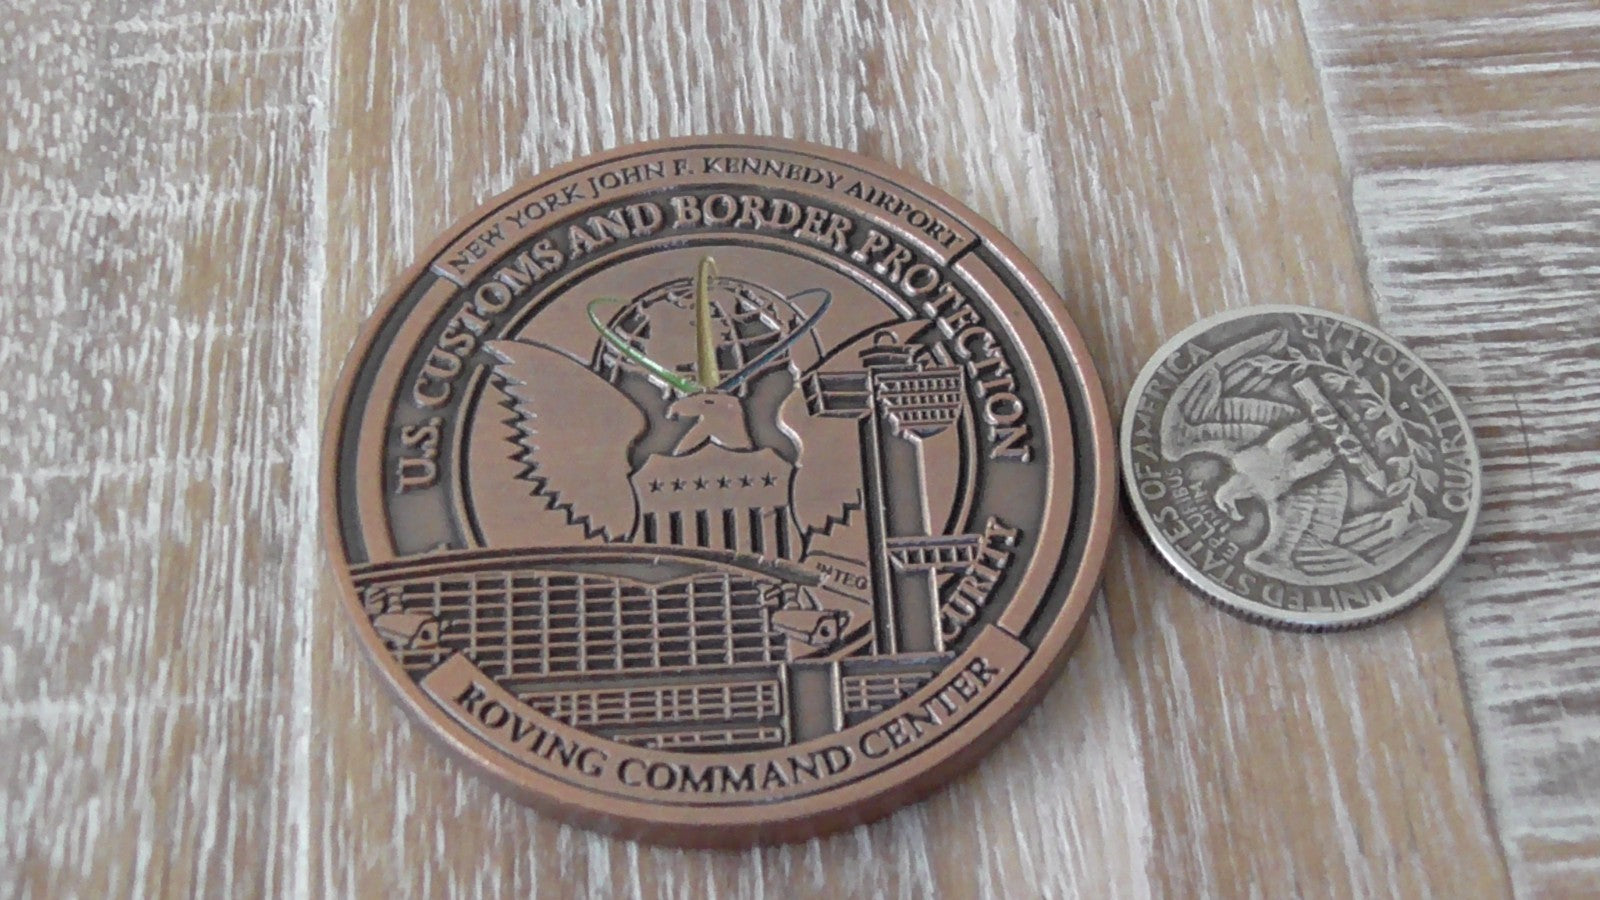 NEW YORK JOHN F. KENNEDY AIRPORT
U.S. CUSTOMS AND BORDER PROTECTION
INTEG
CURITY
ROVING COMMAND CENTER
UNITED STATES OF AMERICA
E PLURIBUS
UNUM
QUARTER DOLLAR